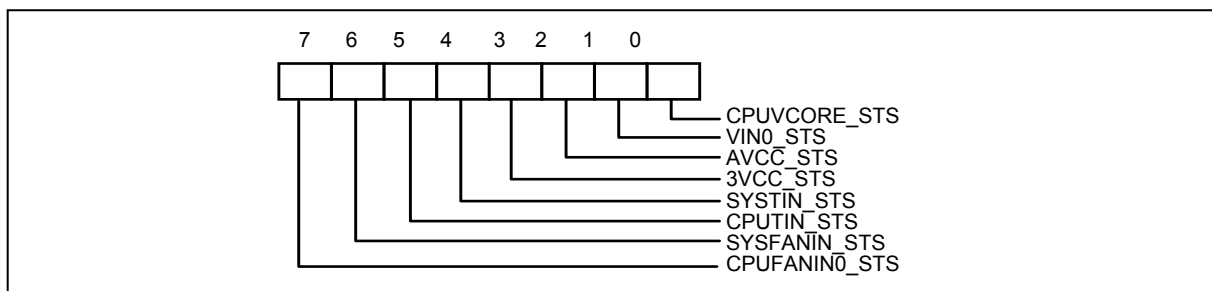 7 6 5 4 3 2 1 0
CPUVCORE_STS
VIN0_STS
AVCC_STS
3VCC_STS
SYSTIN_STS
CPUTIN_STS
SYSFANIN_STS
CPUFANIN0_STS